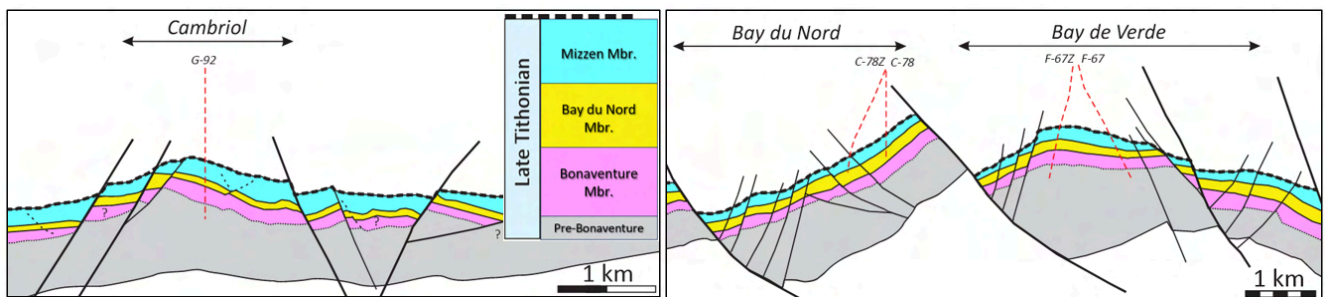 Cambriol
G-92
?
?
?
Late Tithonian
Mizzen Mbr.
Bay du Nord
Mbr.
Bonaventure
Mbr.
Pre-Bonaventure
1 km
Bay du Nord
Bay de Verde
C-78Z C-78
F-67Z F-67
1 km